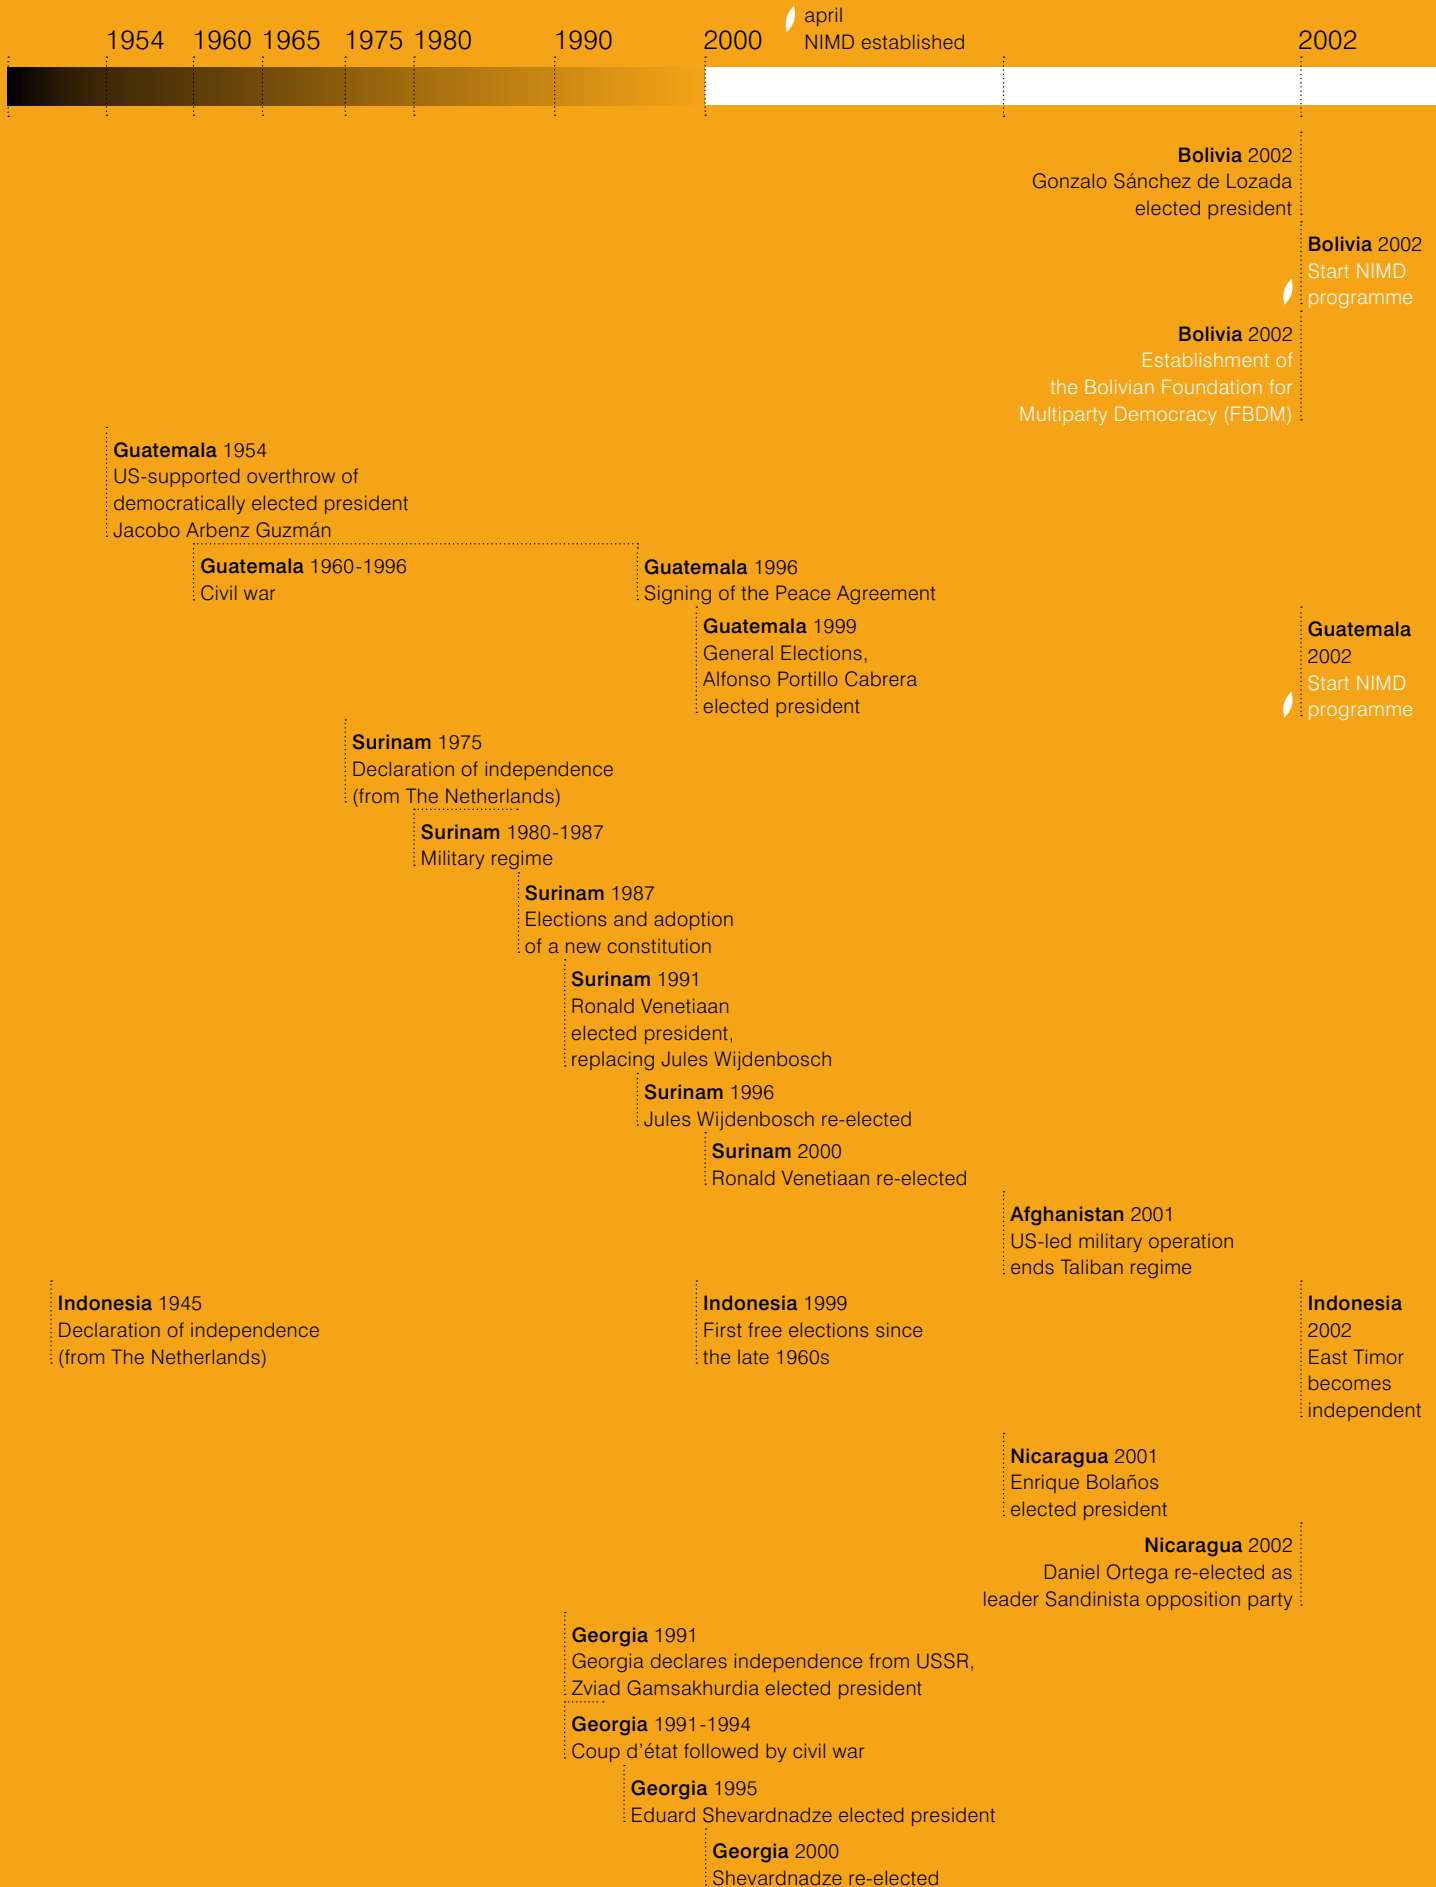 april
NIMD established
1954 1960 1965 1975 1980 1990 2000 2002
Bolivia 2002
Gonzalo Sánchez de Lozada
elected president
Bolivia 2002
Start NIMD
programme
Bolivia 2002
Establishment of
the Bolivian Foundation for
Multiparty Democracy (FBDM)
Guatemala 1954
US-supported overthrow of
democratically elected president
Jacobo Arbenz Guzmán
Guatemala 1960-1996
Civil war
Guatemala 1996
Signing of the Peace Agreement
Guatemala 1999
General Elections,
Alfonso Portillo Cabrera
elected president
Guatemala
2002
Start NIMD
programme
Surinam 1975
Declaration of independence
(from The Netherlands)
Surinam 1980-1987
Military regime
Surinam 1987
Elections and adoption
of a new constitution
Surinam 1991
Ronald Venetiaan
elected president,
replacing Jules Wijdenbosch
Surinam 1996
Jules Wijdenbosch re-elected
Surinam 2000
Ronald Venetiaan re-elected
Afghanistan 2001
US-led military operation
ends Taliban regime
Indonesia 1945
Declaration of independence
(from The Netherlands)
Indonesia 1999
First free elections since
the late 1960s
Indonesia
2002
East Timor
becomes
independent
Nicaragua 2001
Enrique Bolaños
elected president
Nicaragua 2002
Daniel Ortega re-elected as
leader Sandinista opposition party
Georgia 1991
Georgia declares independence from USSR,
Zviad Gamsakhurdia elected president
Georgia 1991-1994
Coup d'état followed by civil war
Georgia 1995
Eduard Shevardnadze elected president
Georgia 2000
Shevardnadze re-elected